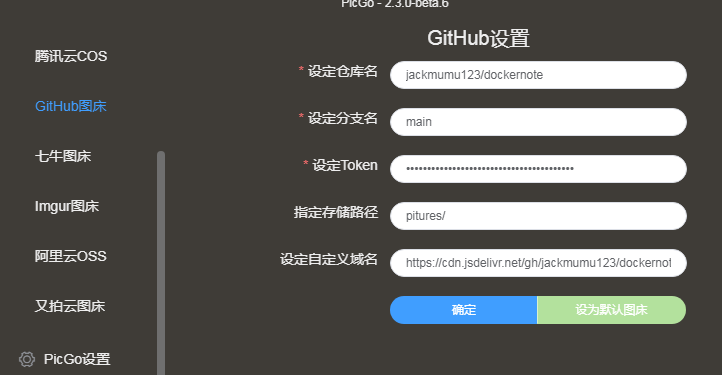 PicGo - 2.3.0-beta.6
GitHub设置
腾讯云COS
GitHub图床
七牛图床
Imgur图床
阿里云OSS
又拍云图床
PicGo设置
* 设定仓库名
jackmumu123/dockernote
* 设定分支名
main
* 设定Token
••••••••••••••••••••••••••••••••••••••••
指定存储路径
pitures/
设定自定义域名
https://cdn.jsdelivr.net/gh/jackmumu123/dockernot
确定
设为默认图床